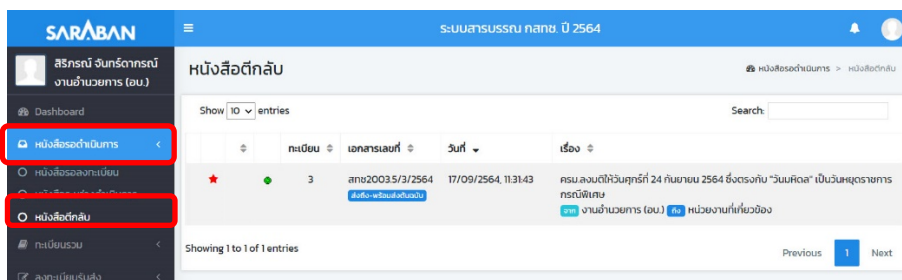 SARABAN
ระบบสารบรรณ กสทช. ปี 2564
สิริภรณ์ จันทร์ดากรณ์
งานอำนวยการ (อบ.)
หนังสือตีกลับ
หนังสือรอดำเนินการ > หนังสือตีกลับ
Dashboard
Show 10 entries
Search:
หนังสือรอดำเนินการ
ทะเบียน เอกสารเลขที่ วันที่ เรื่อง
หนังสือรอลงทะเบียน
3 สทช2003.5/3/2564 17/09/2564, 11:31:43 ครม.ลงมติให้วันศุกร์ที่ 24 กันยายน 2564 ซึ่งตรงกับ "วันมหิดล" เป็นวันหยุดราชการ
ส่งถึง-พร้อมส่งต้นฉบับ
กรณีพิเศษ
จาก งานอำนวยการ (อบ.) ถึง หน่วยงานที่เกี่ยวข้อง
หนังสือตีกลับ
ทะเบียนรวม
Showing 1 to 1 of 1 entries
Previous 1 Next
ลงทะเบียนรับส่ง